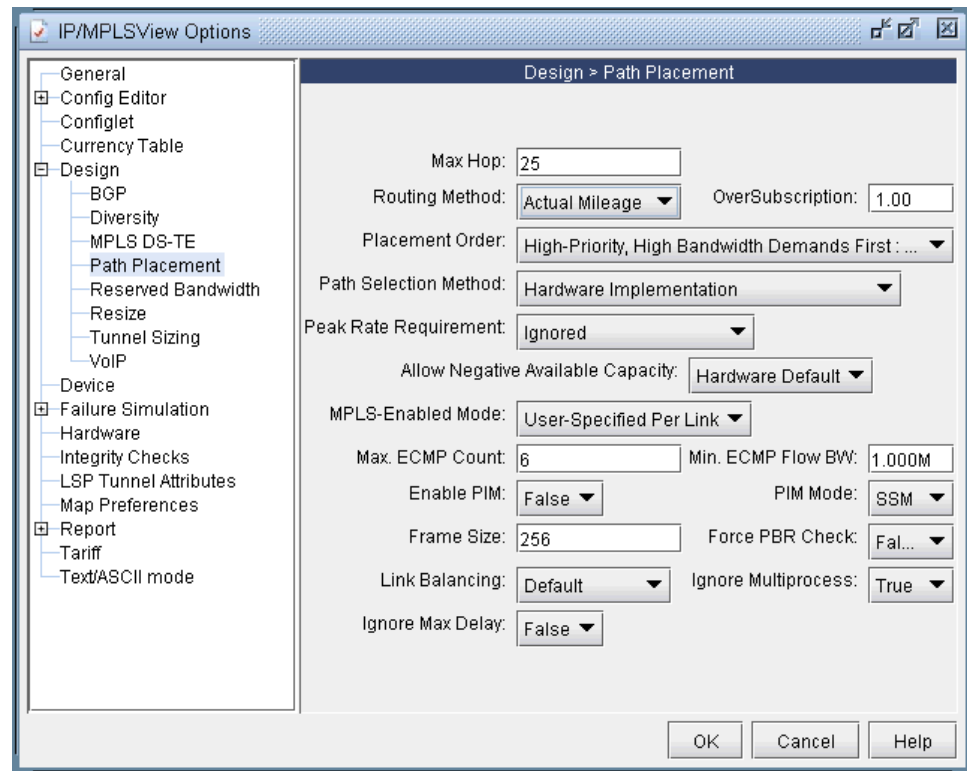 IP/MPLSView Options
General
Config Editor
Configlet
Currency Table
Design
BGP
Diversity
MPLS DS-TE
Path Placement
Reserved Bandwidth
Resize
Tunnel Sizing
VoIP
Device
Failure Simulation
Hardware
Integrity Checks
LSP Tunnel Attributes
Map Preferences
Report
Tariff
Text/ASCII mode
Design > Path Placement
Max Hop: 25
Routing Method: Actual Mileage OverSubscription: 1.00
Placement Order: High-Priority, High Bandwidth Demands First : ...
Path Selection Method: Hardware Implementation
Peak Rate Requirement: Ignored
Allow Negative Available Capacity: Hardware Default
MPLS-Enabled Mode: User-Specified Per Link
Max. ECMP Count: 6 Min. ECMP Flow BW: 1.000M
Enable PIM: False PIM Mode: SSM
Frame Size: 256 Force PBR Check: Fal...
Link Balancing: Default Ignore Multiprocess: True
Ignore Max Delay: False
OK Cancel Help